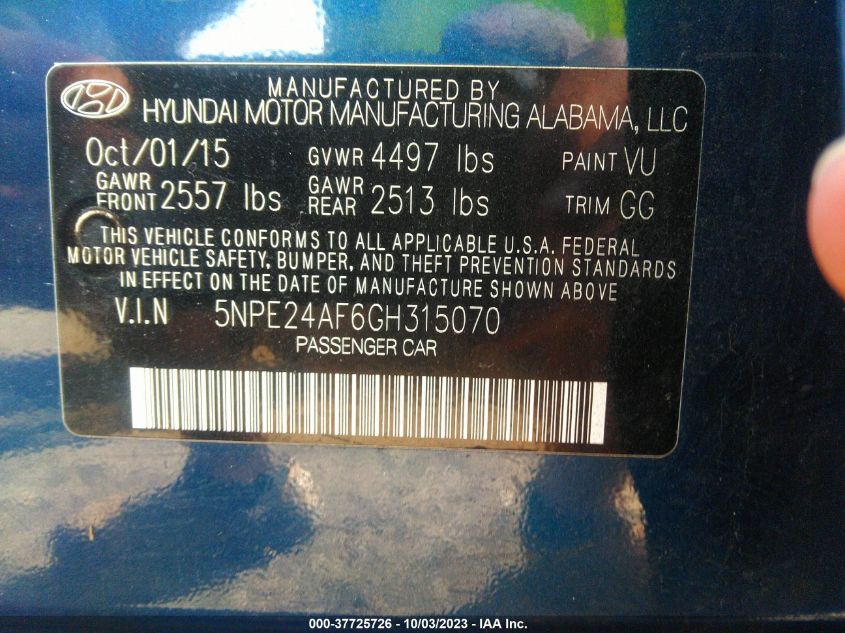 MANUFACTURED BY
HYUNDAI MOTOR MANUFACTURING ALABAMA, LLC
Oct/01/15 GVWR 4497 lbs PAINT VU
GAWR FRONT 2557 lbs GAWR REAR 2513 lbs TRIM GG
THIS VEHICLE CONFORMS TO ALL APPLICABLE U.S.A. FEDERAL
MOTOR VEHICLE SAFETY, BUMPER, AND THEFT PREVENTION STANDARDS
IN EFFECT ON THE DATE OF MANUFACTURE SHOWN ABOVE
V.I.N 5NPE24AF6GH315070
PASSENGER CAR
000-37725726 - 10/03/2023 - IAA Inc.